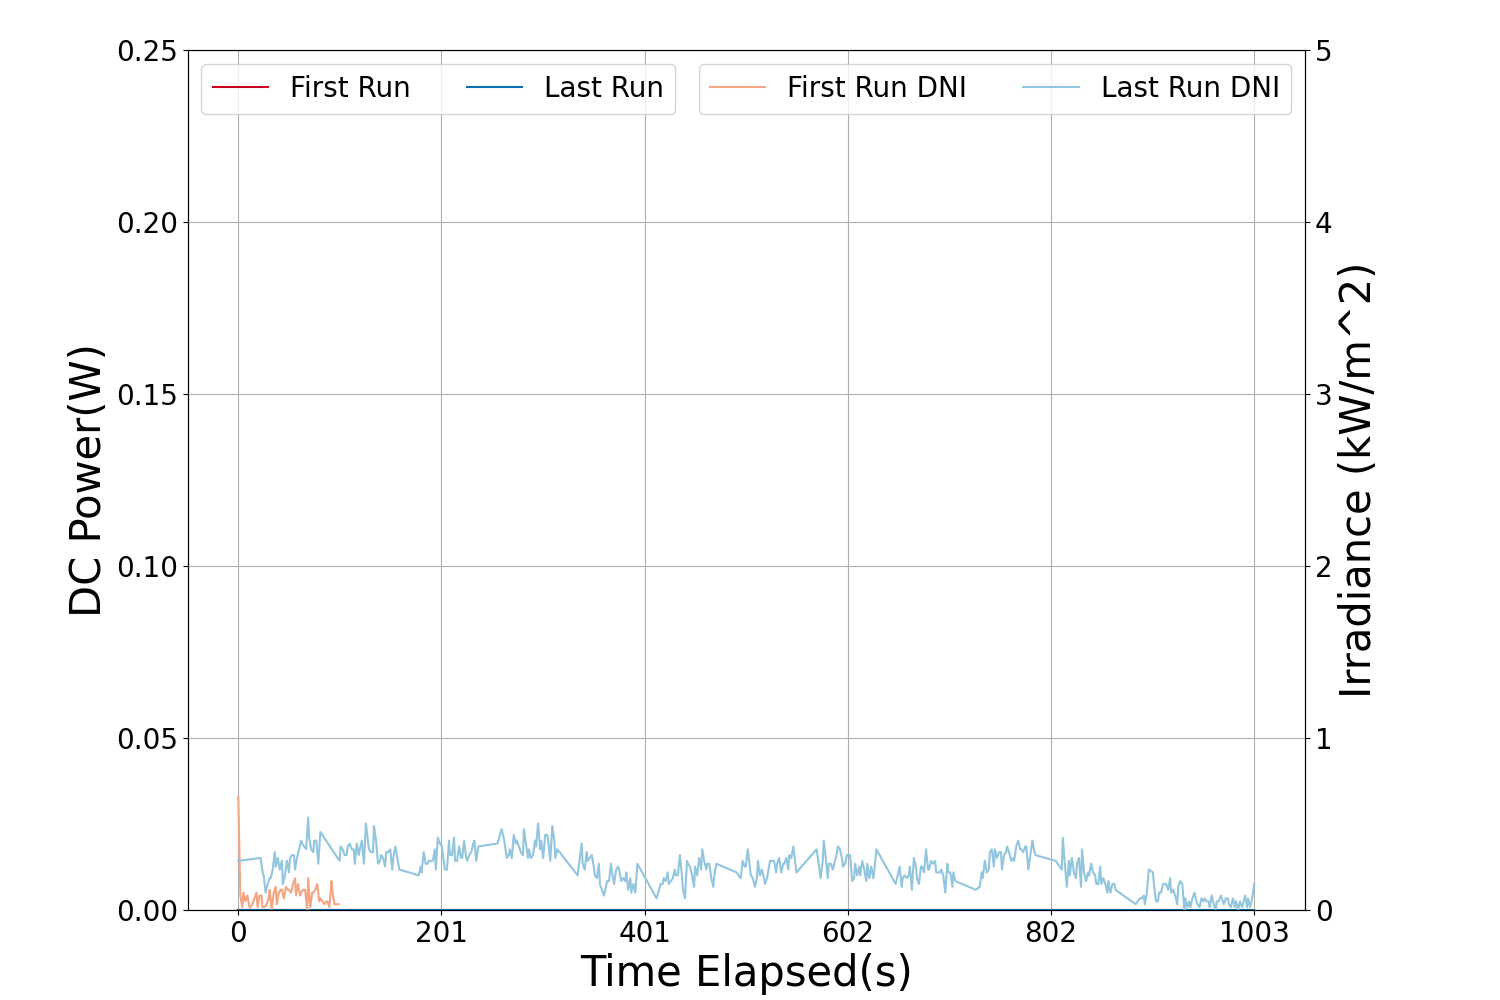 First Run
Last Run
First Run DNI
Last Run DNI
0.25
0.20
0.15
0.10
0.05
0.00
DC Power(W)
5
4
3
2
1
0
Irradiance (kW/m^2)
0
201
401
602
802
1003
Time Elapsed(s)